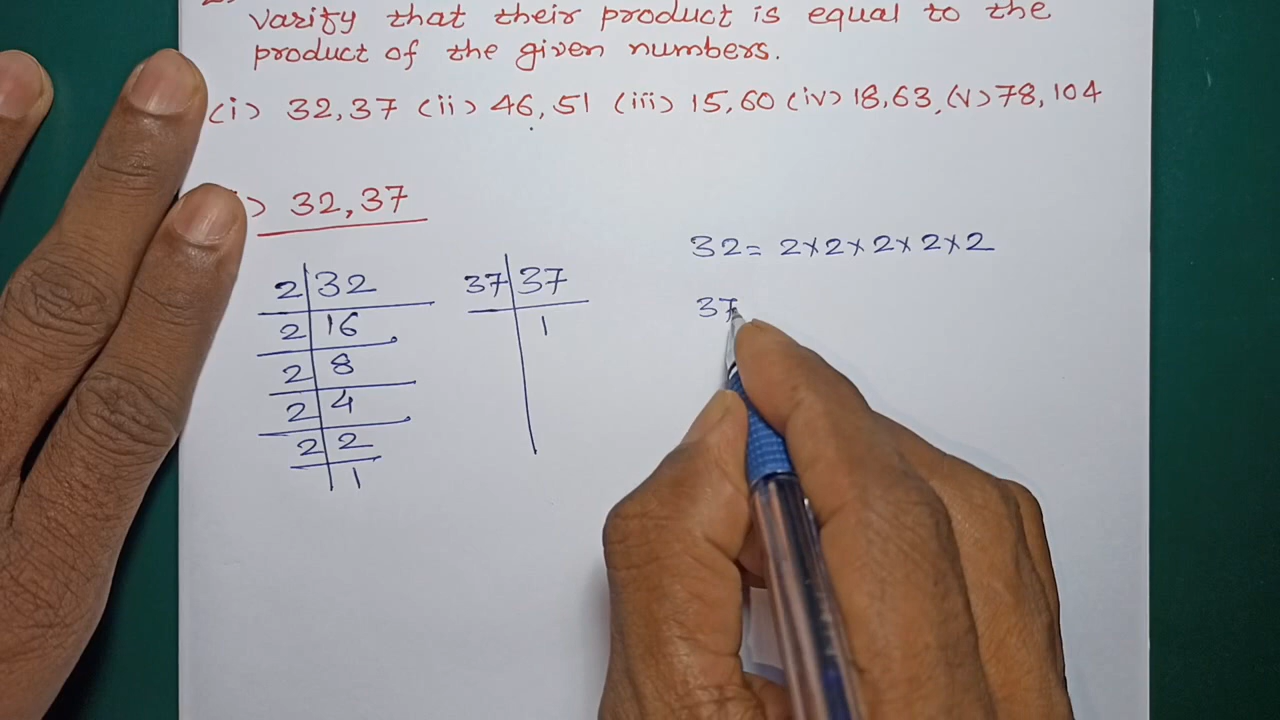 varify that their product is equal to the
product of the given numbers.
(i) 32,37 (ii) 46,51 (iii) 15,60 (iv) 18,63, (v) 78,104
) 32,37
32 = 2×2×2×2×2
2 32
37 37
37
2 16
1
2 8
2 4
2 2
1